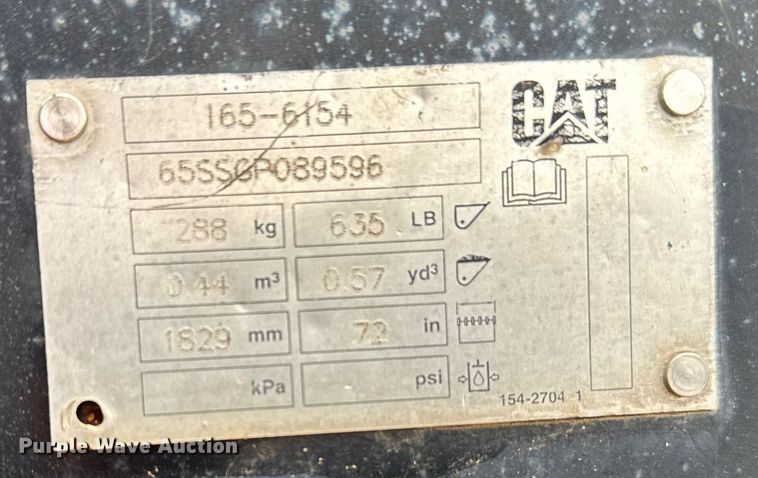 165-6154
CAT
65SSGP089596
288 kg 635 LB
0.44 m³ 0.57 yd³
1829 mm 72 in
kPa psi
154-2704 1
Purple Wave Auction